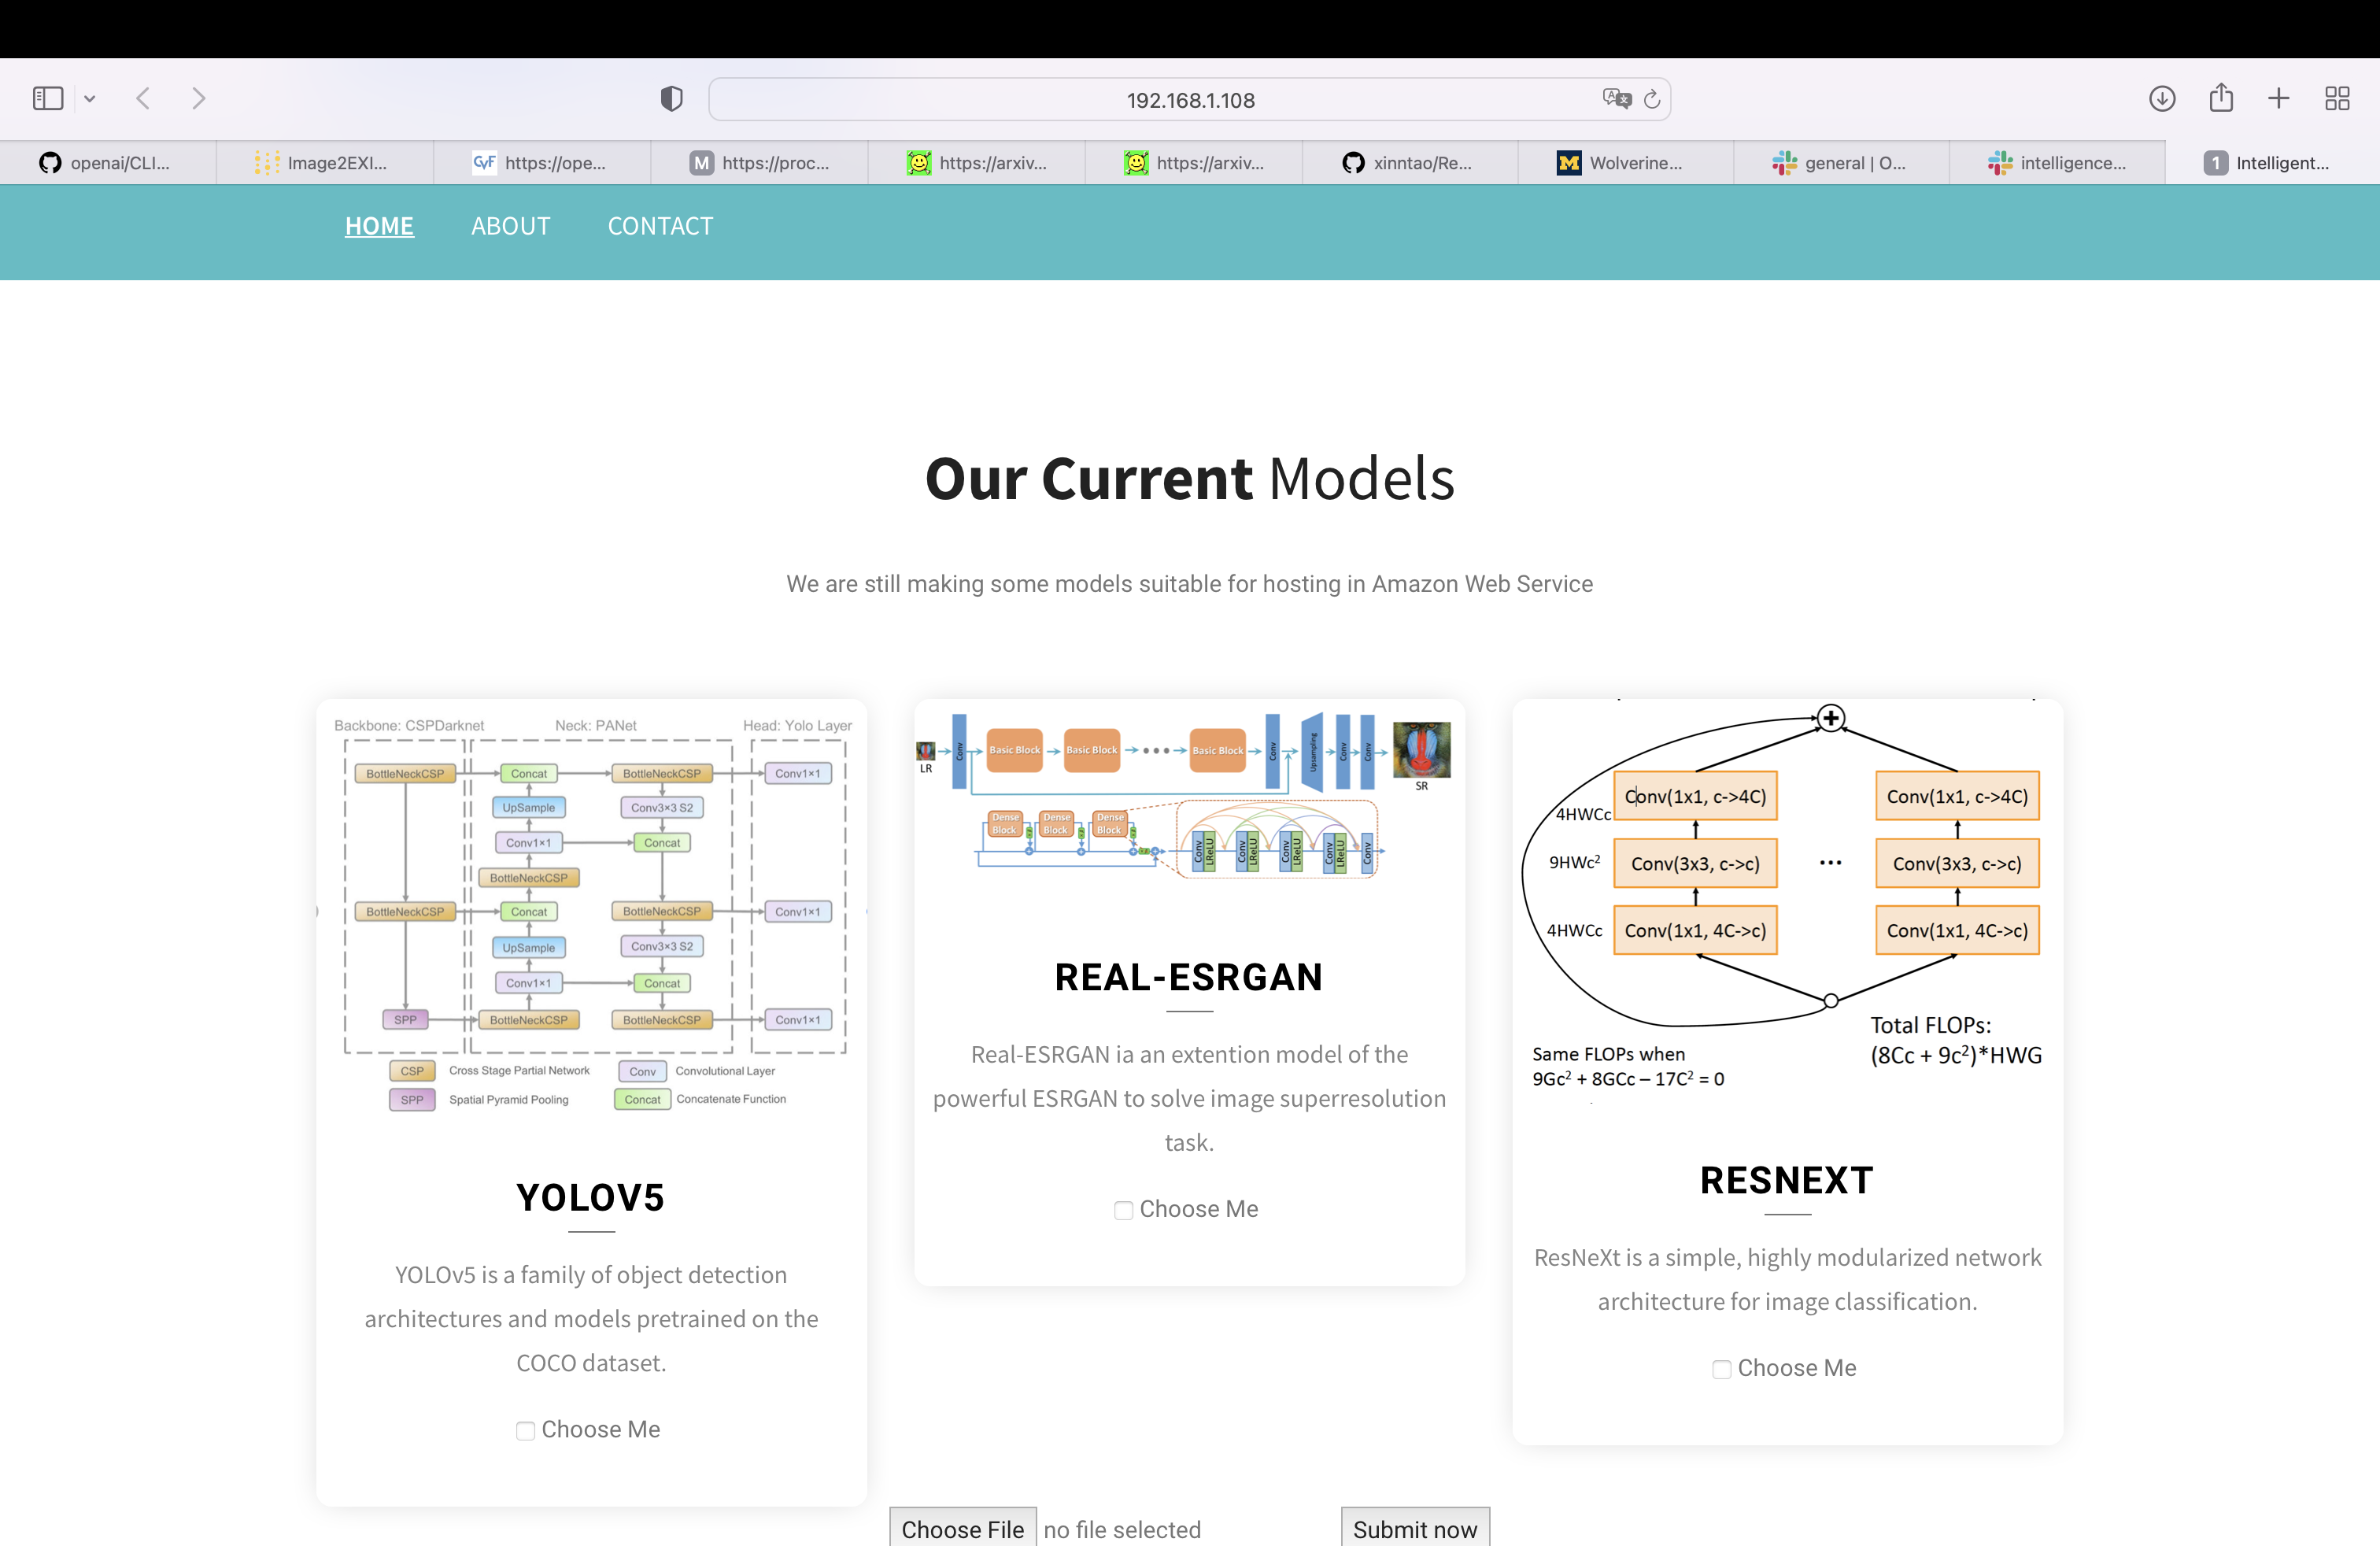 192.168.1.108
openai/CLI...
Image2EXI...
https://ope...
M https://proc...
https://arxiv...
https://arxiv...
xinntao/Re...
M Wolverine...
general | O...
intelligence...
1 Intelligent...
HOME ABOUT CONTACT
Our Current Models
We are still making some models suitable for hosting in Amazon Web Service
Backbone: CSPDarknet Neck: PANet Head: Yolo Layer
BottleNeckCSP Concat BottleNeckCSP Conv1×1
UpSample Conv3×3 S2
Conv1×1 Concat
BottleNeckCSP
BottleNeckCSP Concat BottleNeckCSP Conv1×1
UpSample Conv3×3 S2
Conv1×1 Concat
SPP BottleNeckCSP BottleNeckCSP Conv1×1
CSP Cross Stage Partial Network Conv Convolutional Layer
SPP Spatial Pyramid Pooling Concat Concatenate Function
YOLOV5
YOLOv5 is a family of object detection
architectures and models pretrained on the
COCO dataset.
Choose Me
LR Conv Basic Block Basic Block Basic Block Conv Upsampling Conv Conv SR
Dense Block Dense Block Dense Block
Conv LReLU Conv LReLU Conv LReLU Conv LReLU Conv
REAL-ESRGAN
Real-ESRGAN ia an extention model of the
powerful ESRGAN to solve image superresolution
task.
Choose Me
4HWCc Conv(1x1, c->4C) Conv(1x1, c->4C)
9HWc² Conv(3x3, c->c) ... Conv(3x3, c->c)
4HWCc Conv(1x1, 4C->c) Conv(1x1, 4C->c)
Total FLOPs:
(8Cc + 9c²)*HWG
Same FLOPs when
9Gc² + 8GCc – 17C² = 0
RESNEXT
ResNeXt is a simple, highly modularized network
architecture for image classification.
Choose Me
Choose File no file selected Submit now